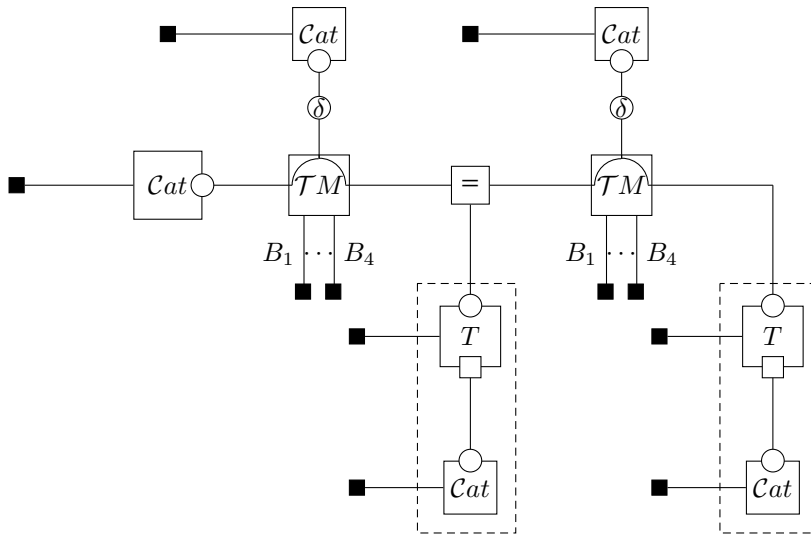 𝒞at 𝒞at
δ δ
𝒞at 𝒯M = 𝒯M
B₁ ··· B₄ B₁ ··· B₄
T T
𝒞at 𝒞at